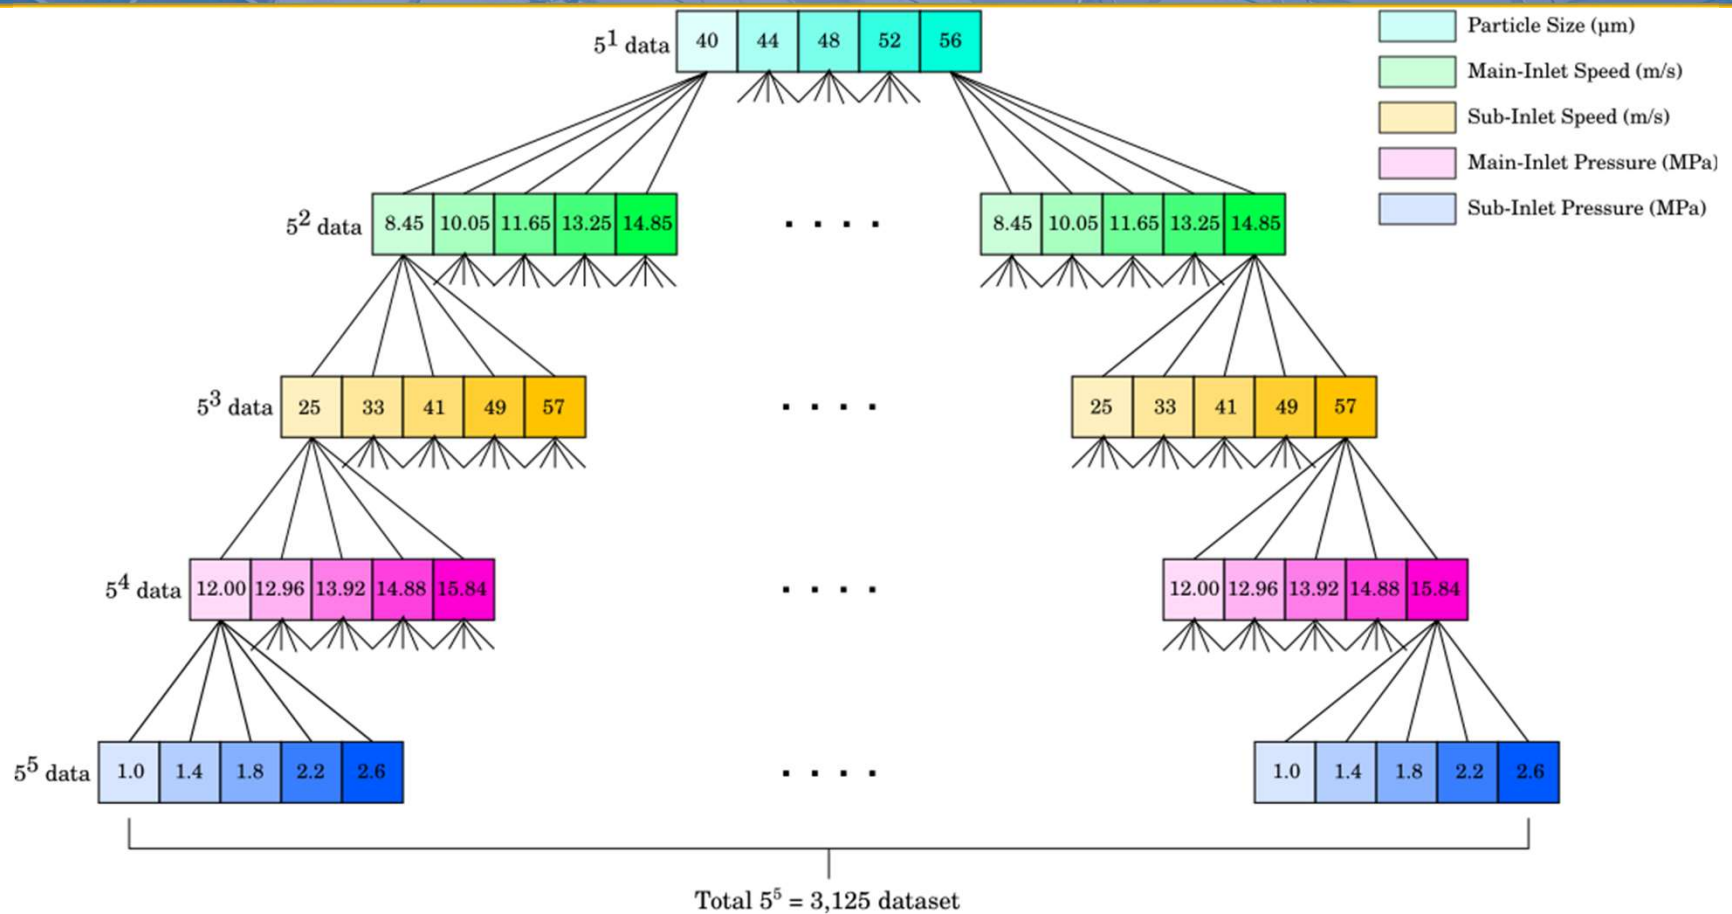 5¹ data 40 44 48 52 56
Particle Size (µm)
Main-Inlet Speed (m/s)
Sub-Inlet Speed (m/s)
Main-Inlet Pressure (MPa)
Sub-Inlet Pressure (MPa)
5² data 8.45 10.05 11.65 13.25 14.85 . . . . 8.45 10.05 11.65 13.25 14.85
5³ data 25 33 41 49 57 . . . . 25 33 41 49 57
5⁴ data 12.00 12.96 13.92 14.88 15.84 . . . . 12.00 12.96 13.92 14.88 15.84
5⁵ data 1.0 1.4 1.8 2.2 2.6 . . . . 1.0 1.4 1.8 2.2 2.6
Total 5⁵ = 3,125 dataset